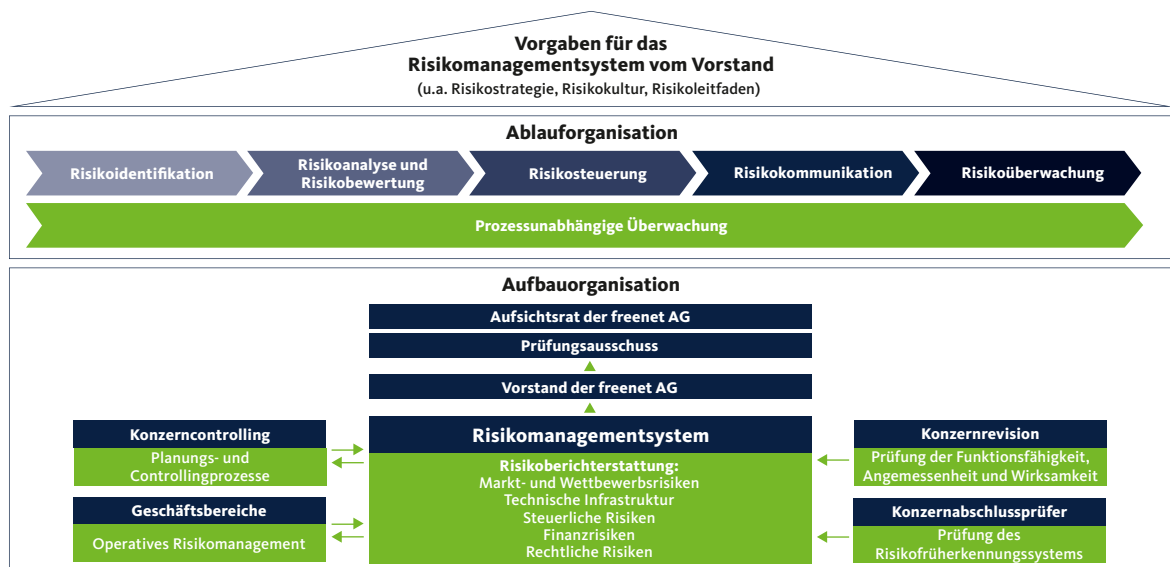 Vorgaben für das
Risikomanagementsystem vom Vorstand
(u.a. Risikostrategie, Risikokultur, Risikoleitfaden)
Ablauforganisation
Risikoidentifikation
Risikoanalyse und
Risikobewertung
Risikosteuerung
Risikokommunikation
Risikoüberwachung
Prozessunabhängige Überwachung
Aufbauorganisation
Aufsichtsrat der freenet AG
Prüfungsausschuss
Vorstand der freenet AG
Konzerncontrolling
Planungs- und
Controllingprozesse
Geschäftsbereiche
Operatives Risikomanagement
Risikomanagementsystem
Risikoberichterstattung:
Markt- und Wettbewerbsrisiken
Technische Infrastruktur
Steuerliche Risiken
Finanzrisiken
Rechtliche Risiken
Konzernrevision
Prüfung der Funktionsfähigkeit,
Angemessenheit und Wirksamkeit
Konzernabschlussprüfer
Prüfung des
Risikofrüherkennungssystems